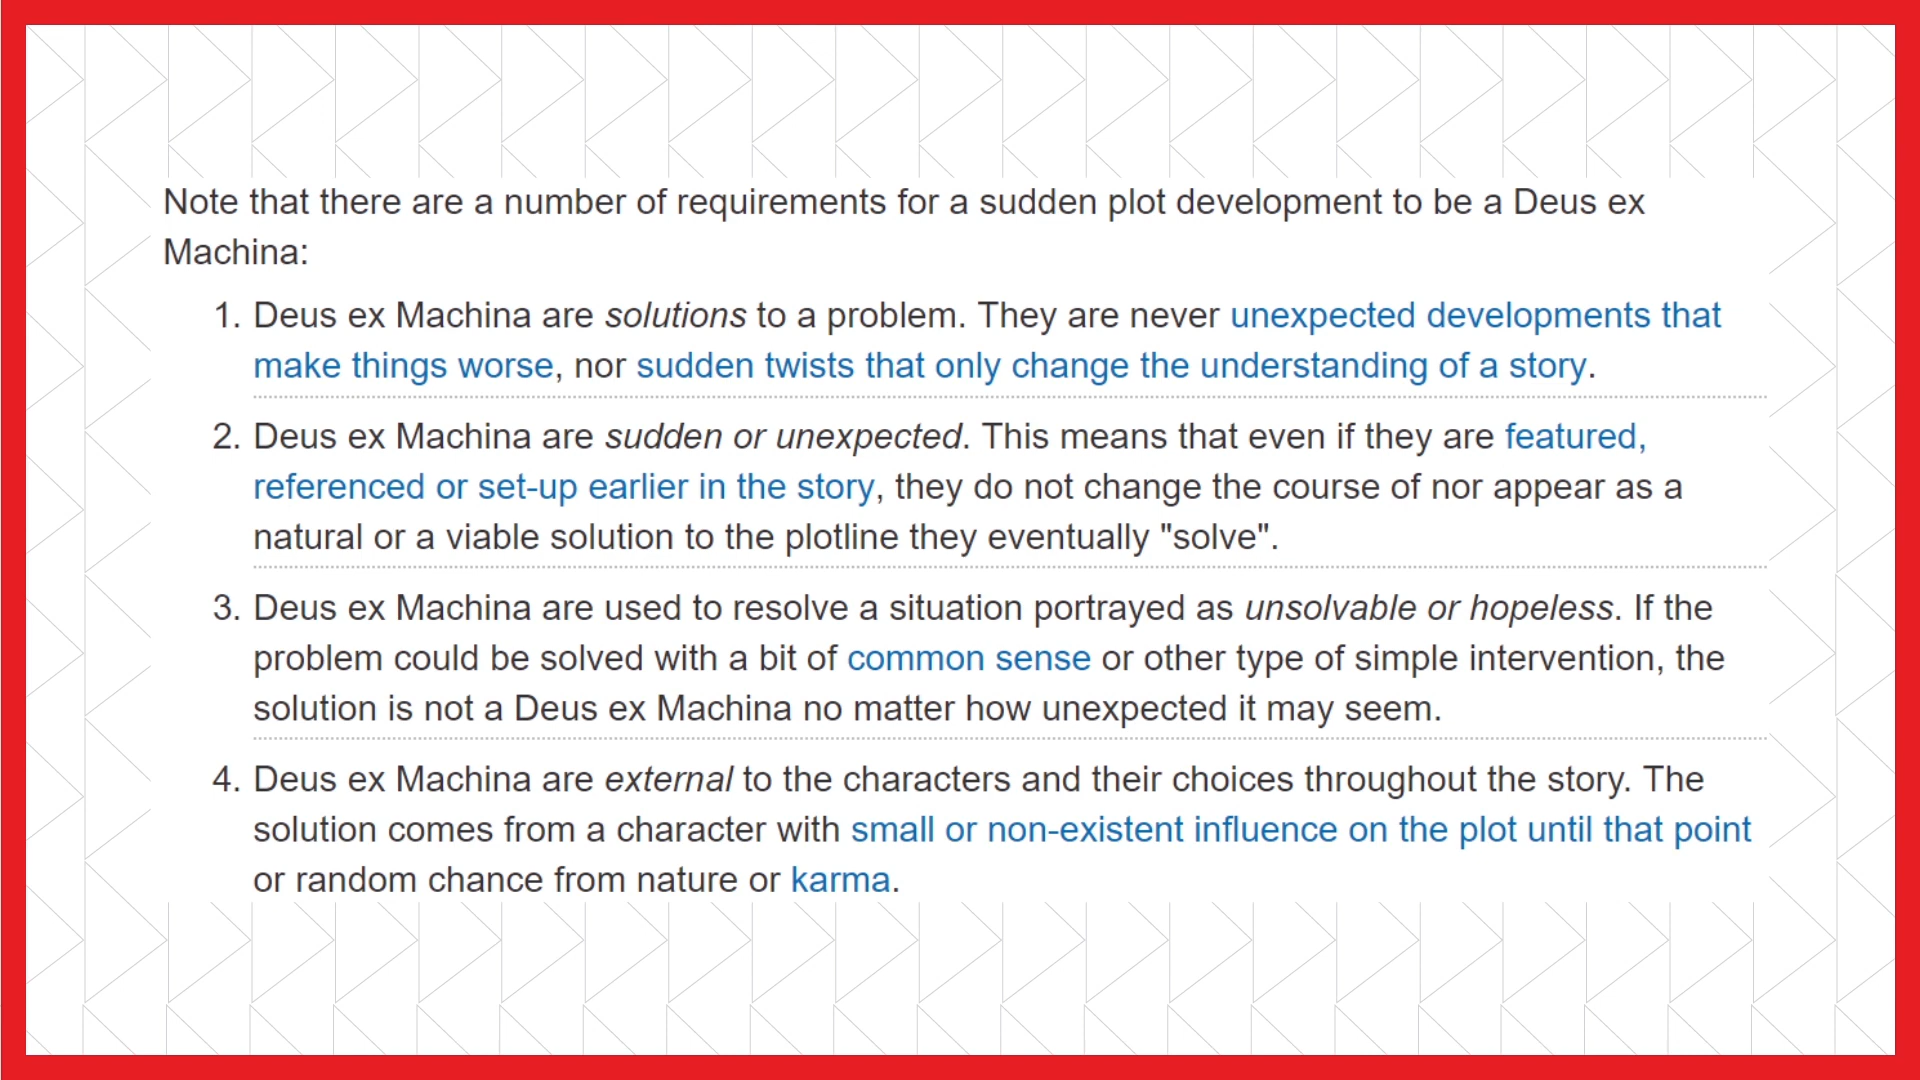 Note that there are a number of requirements for a sudden plot development to be a Deus ex
Machina:
1. Deus ex Machina are solutions to a problem. They are never unexpected developments that
make things worse, nor sudden twists that only change the understanding of a story.
2. Deus ex Machina are sudden or unexpected. This means that even if they are featured,
referenced or set-up earlier in the story, they do not change the course of nor appear as a
natural or a viable solution to the plotline they eventually "solve".
3. Deus ex Machina are used to resolve a situation portrayed as unsolvable or hopeless. If the
problem could be solved with a bit of common sense or other type of simple intervention, the
solution is not a Deus ex Machina no matter how unexpected it may seem.
4. Deus ex Machina are external to the characters and their choices throughout the story. The
solution comes from a character with small or non-existent influence on the plot until that point
or random chance from nature or karma.